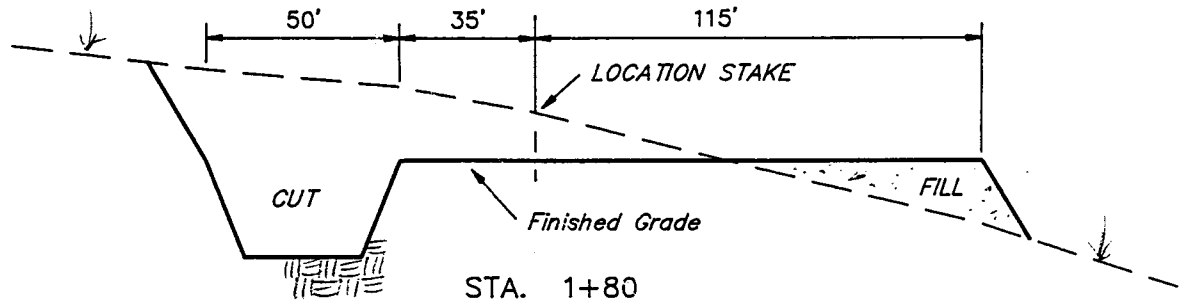 50' 35' 115'
LOCATION STAKE
CUT
FILL
Finished Grade
STA. 1+80